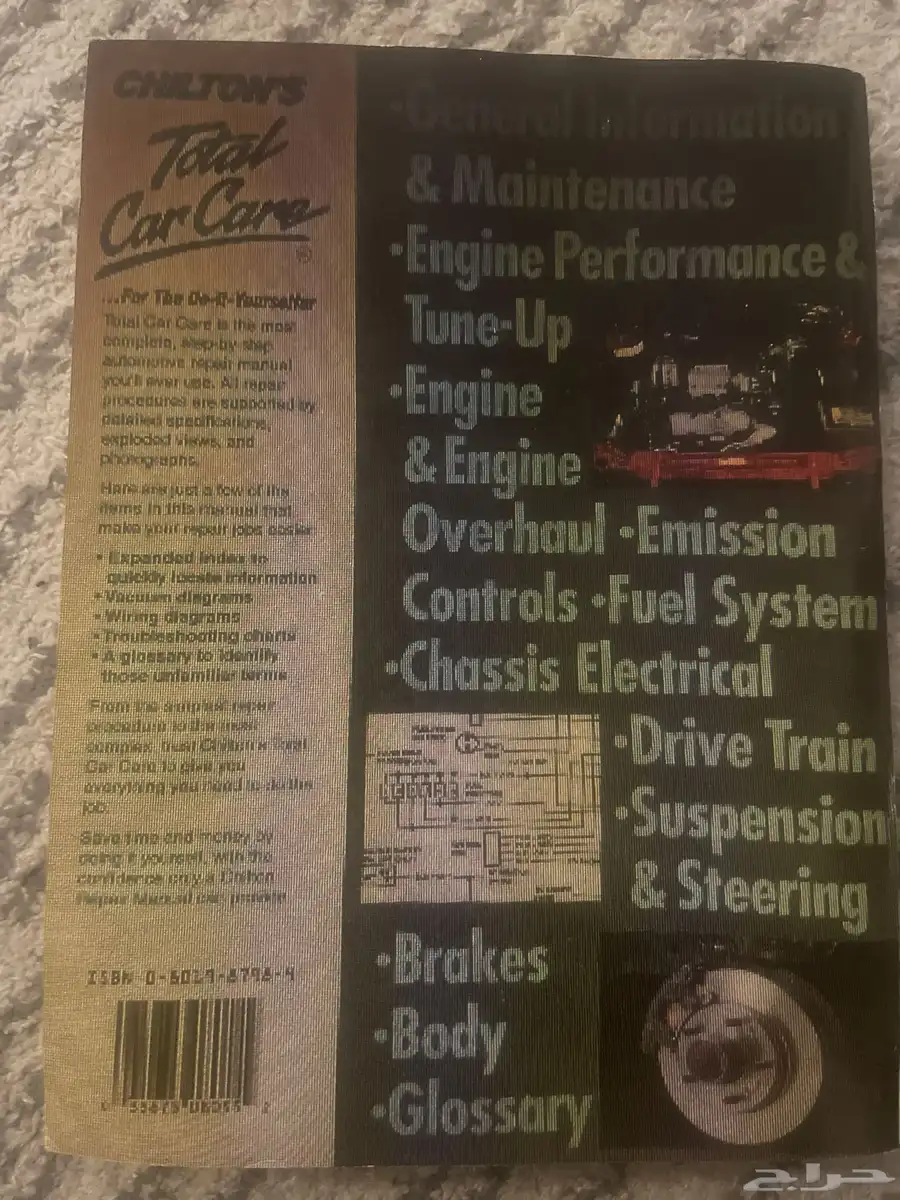 CHILTON'S
Total
Car Care
®
...For The Do-It-Yourselfer
Total Car Care is the most
complete, step-by-step
automotive repair manual
you'll ever use. All repair
procedures are supported by
detailed specifications,
exploded views, and
photographs.
Here are just a few of the
items in this manual that
make your repair jobs easier
• Expanded index to
quickly locate information
• Vacuum diagrams
• Wiring diagrams
• Troubleshooting charts
• A glossary to identify
those unfamiliar terms
From the simplest repair
procedure to the most
complex, trust Chilton's Total
Car Care to give you
everything you need to do the
job.
Save time and money by
doing it yourself, with the
confidence only a Chilton
Repair Manual can provide
ISBN 0-8019-
•General Information
& Maintenance
•Engine Performance &
Tune-Up
•Engine
& Engine
Overhaul •Emission
Controls •Fuel System
•Chassis Electrical
•Drive Train
•Suspension
& Steering
•Brakes
•Body
•Glossary
حراج